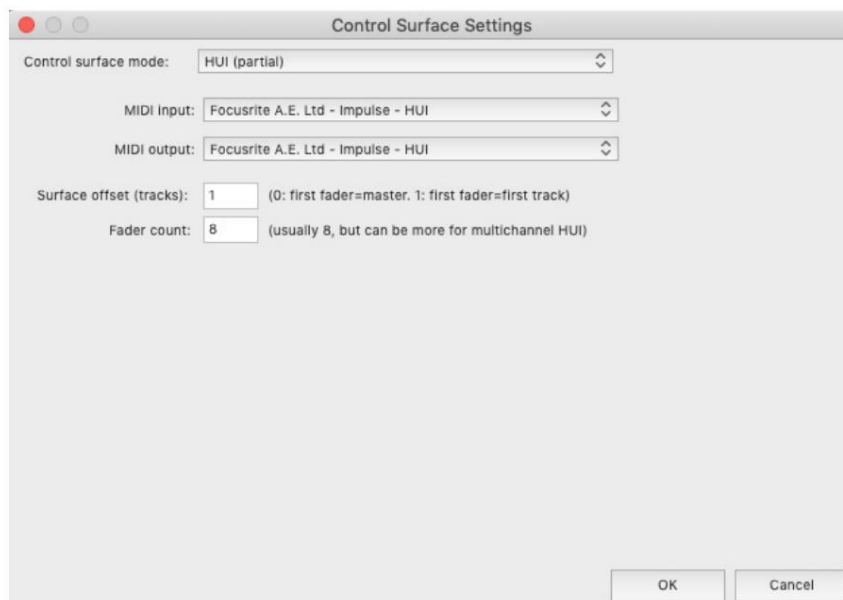 Control Surface Settings
Control surface mode: HUI (partial)
MIDI input: Focusrite A.E. Ltd - Impulse - HUI
MIDI output: Focusrite A.E. Ltd - Impulse - HUI
Surface offset (tracks): 1 (0: first fader=master. 1: first fader=first track)
Fader count: 8 (usually 8, but can be more for multichannel HUI)
OK Cancel